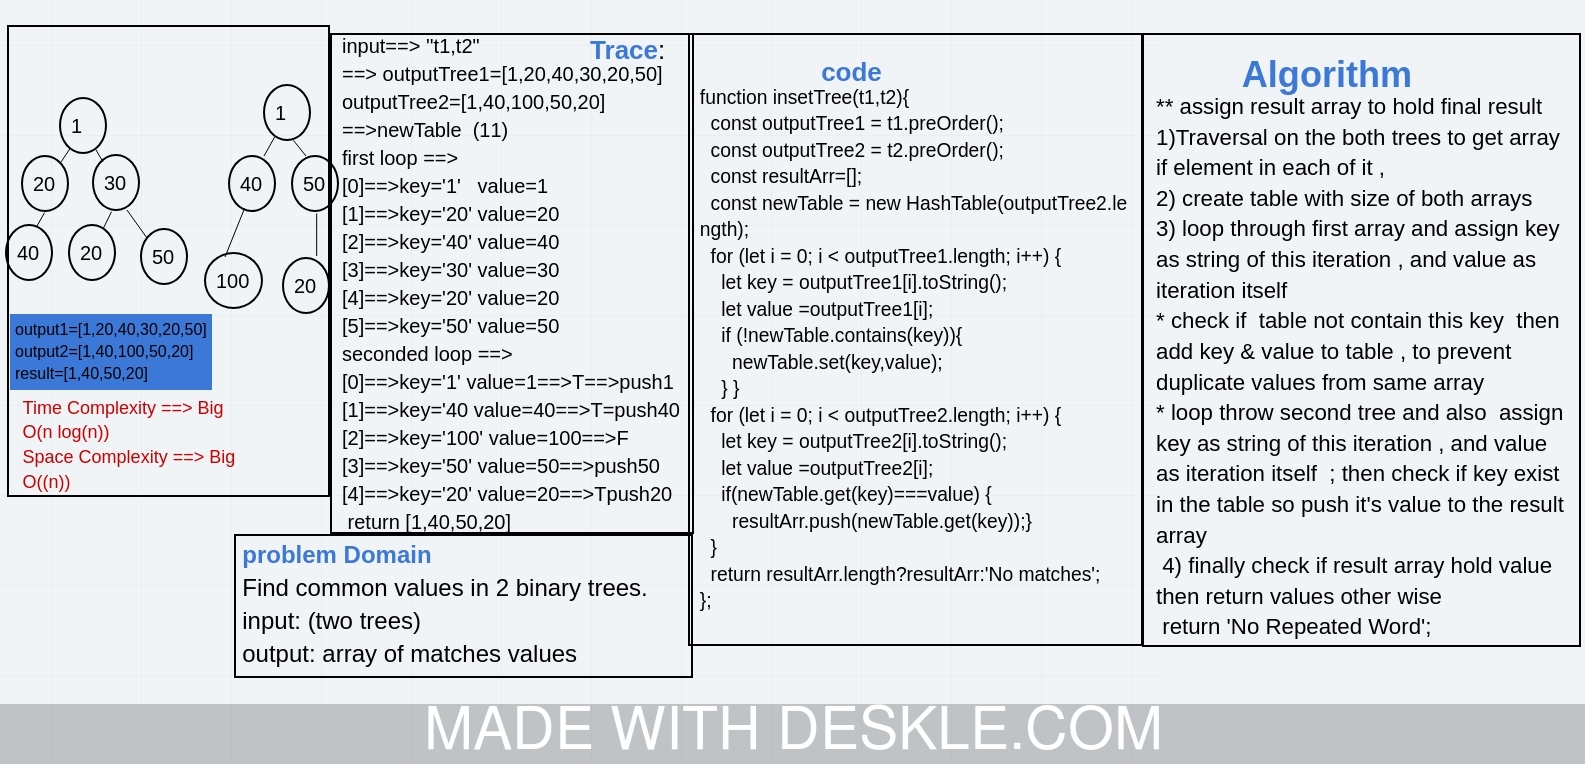 1
20
30
40
20
50
1
40
50
100
20
output1=[1,20,40,30,20,50]
output2=[1,40,100,50,20]
result=[1,40,50,20]
Time Complexity ==> Big
O(n log(n))
Space Complexity ==> Big
O((n))
Trace:
input==> "t1,t2"
==> outputTree1=[1,20,40,30,20,50]
outputTree2=[1,40,100,50,20]
==>newTable  (11)
first loop ==>
[0]==>key='1'   value=1
[1]==>key='20' value=20
[2]==>key='40' value=40
[3]==>key='30' value=30
[4]==>key='20' value=20
[5]==>key='50' value=50
seconded loop ==>
[0]==>key='1' value=1==>T==>push1
[1]==>key='40 value=40==>T=push40
[2]==>key='100' value=100==>F
[3]==>key='50' value=50==>push50
[4]==>key='20' value=20==>Tpush20
return [1,40,50,20]
problem Domain
Find common values in 2 binary trees.
input: (two trees)
output: array of matches values
code
function insetTree(t1,t2){
const outputTree1 = t1.preOrder();
const outputTree2 = t2.preOrder();
const resultArr=[];
const newTable = new HashTable(outputTree2.le
ngth);
for (let i = 0; i < outputTree1.length; i++) {
let key = outputTree1[i].toString();
let value =outputTree1[i];
if (!newTable.contains(key)){
newTable.set(key,value);
} }
for (let i = 0; i < outputTree2.length; i++) {
let key = outputTree2[i].toString();
let value =outputTree2[i];
if(newTable.get(key)===value) {
resultArr.push(newTable.get(key));}
}
return resultArr.length?resultArr:'No matches';
};
Algorithm
** assign result array to hold final result
1)Traversal on the both trees to get array
if element in each of it ,
2) create table with size of both arrays
3) loop through first array and assign key
as string of this iteration , and value as
iteration itself
* check if  table not contain this key  then
add key & value to table , to prevent
duplicate values from same array
* loop throw second tree and also  assign
key as string of this iteration , and value
as iteration itself  ; then check if key exist
in the table so push it's value to the result
array
4) finally check if result array hold value
then return values other wise
return 'No Repeated Word';
MADE WITH DESKLE.COM